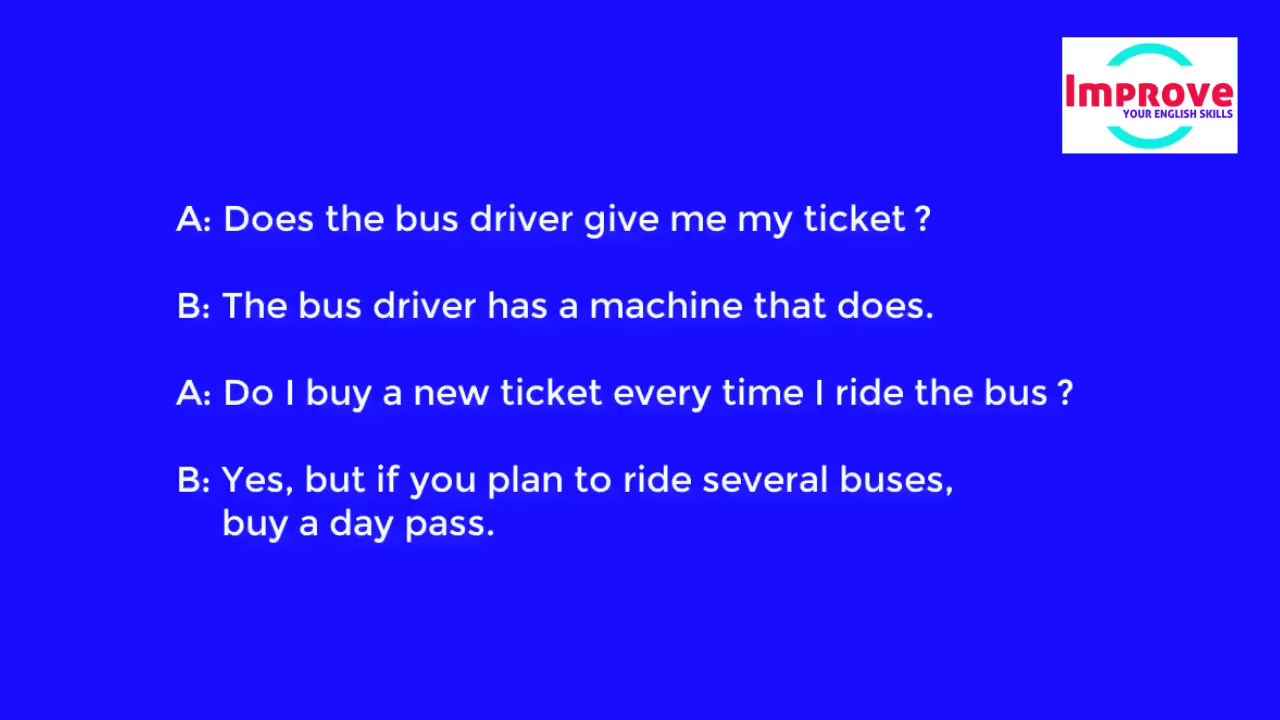 Improve
YOUR ENGLISH SKILLS
A: Does the bus driver give me my ticket ?
B: The bus driver has a machine that does.
A: Do I buy a new ticket every time I ride the bus ?
B: Yes, but if you plan to ride several buses,
buy a day pass.